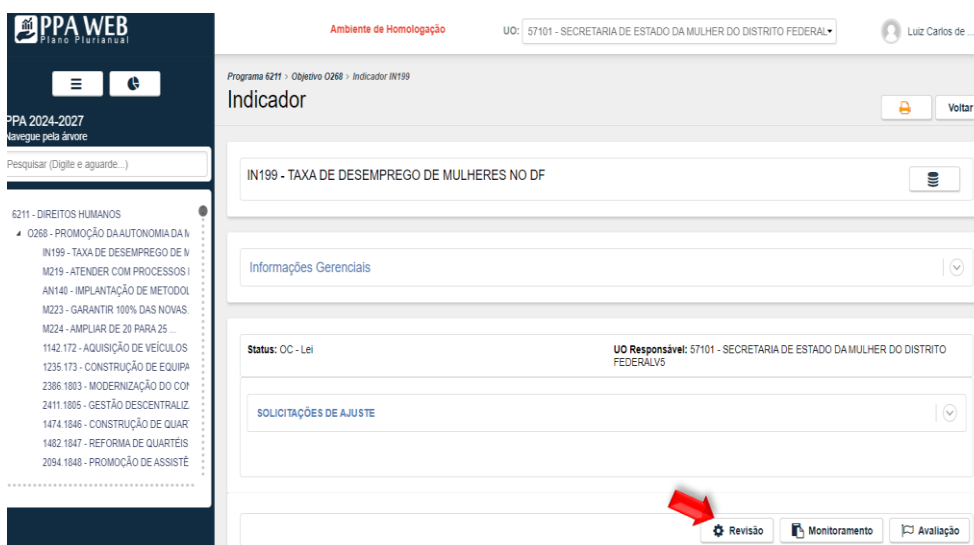 PPA WEB
Plano Plurianual
Ambiente de Homologação
UO: 57101 - SECRETARIA DE ESTADO DA MULHER DO DISTRITO FEDERAL
Luiz Carlos de ...
PPA 2024-2027
Navegue pela árvore
Pesquisar (Digite e aguarde...)
6211 - DIREITOS HUMANOS
O268 - PROMOÇÃO DA AUTONOMIA DA M
IN199 - TAXA DE DESEMPREGO DE M
M219 - ATENDER COM PROCESSOS I
AN140 - IMPLANTAÇÃO DE METODOL
M223 - GARANTIR 100% DAS NOVAS.
M224 - AMPLIAR DE 20 PARA 25 ...
1142.172 - AQUISIÇÃO DE VEÍCULOS
1235.173 - CONSTRUÇÃO DE EQUIPA
2386.1803 - MODERNIZAÇÃO DO CO
2411.1805 - GESTÃO DESCENTRALIZ.
1474.1846 - CONSTRUÇÃO DE QUAR
1482.1847 - REFORMA DE QUARTÉIS
2094.1848 - PROMOÇÃO DE ASSISTÊ
Programa 6211 › Objetivo O268 › Indicador IN199
Indicador
Voltar
IN199 - TAXA DE DESEMPREGO DE MULHERES NO DF
Informações Gerenciais
Status: OC - Lei
UO Responsável: 57101 - SECRETARIA DE ESTADO DA MULHER DO DISTRITO
FEDERALV5
SOLICITAÇÕES DE AJUSTE
Revisão
Monitoramento
Avaliação